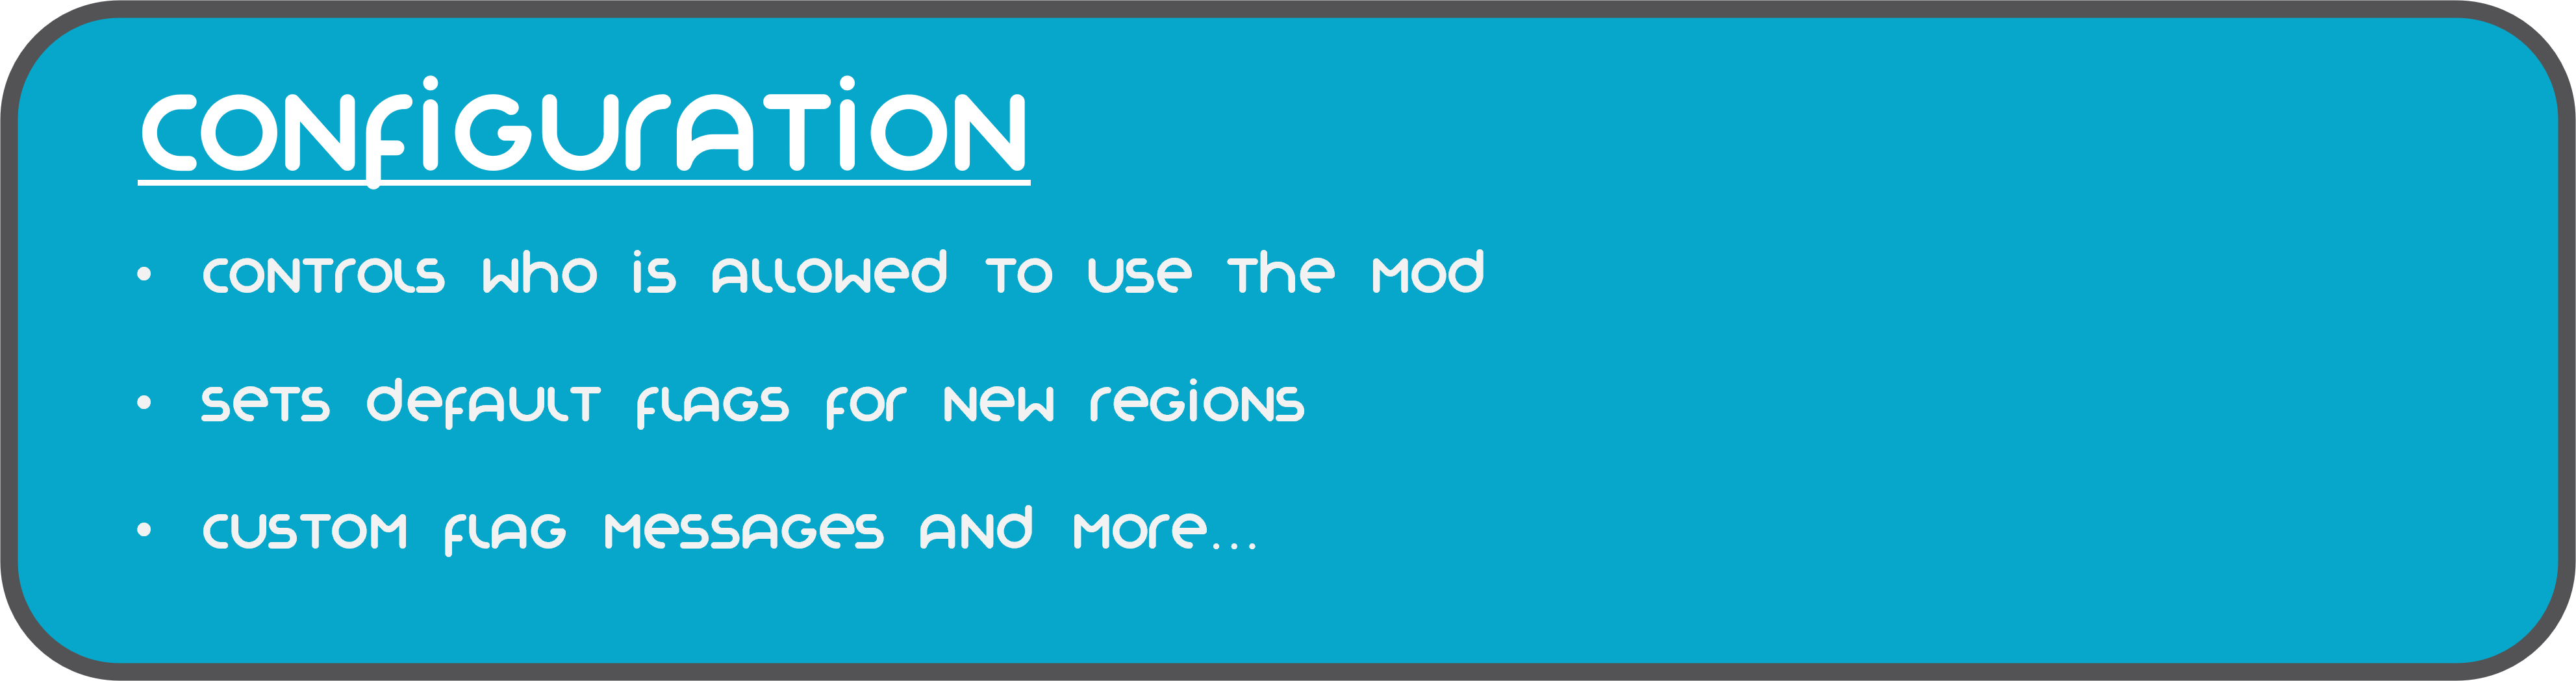 Configuration
• Controls who is allowed to use the mod
• Sets default flags for new regions
• Custom flag messages and more...